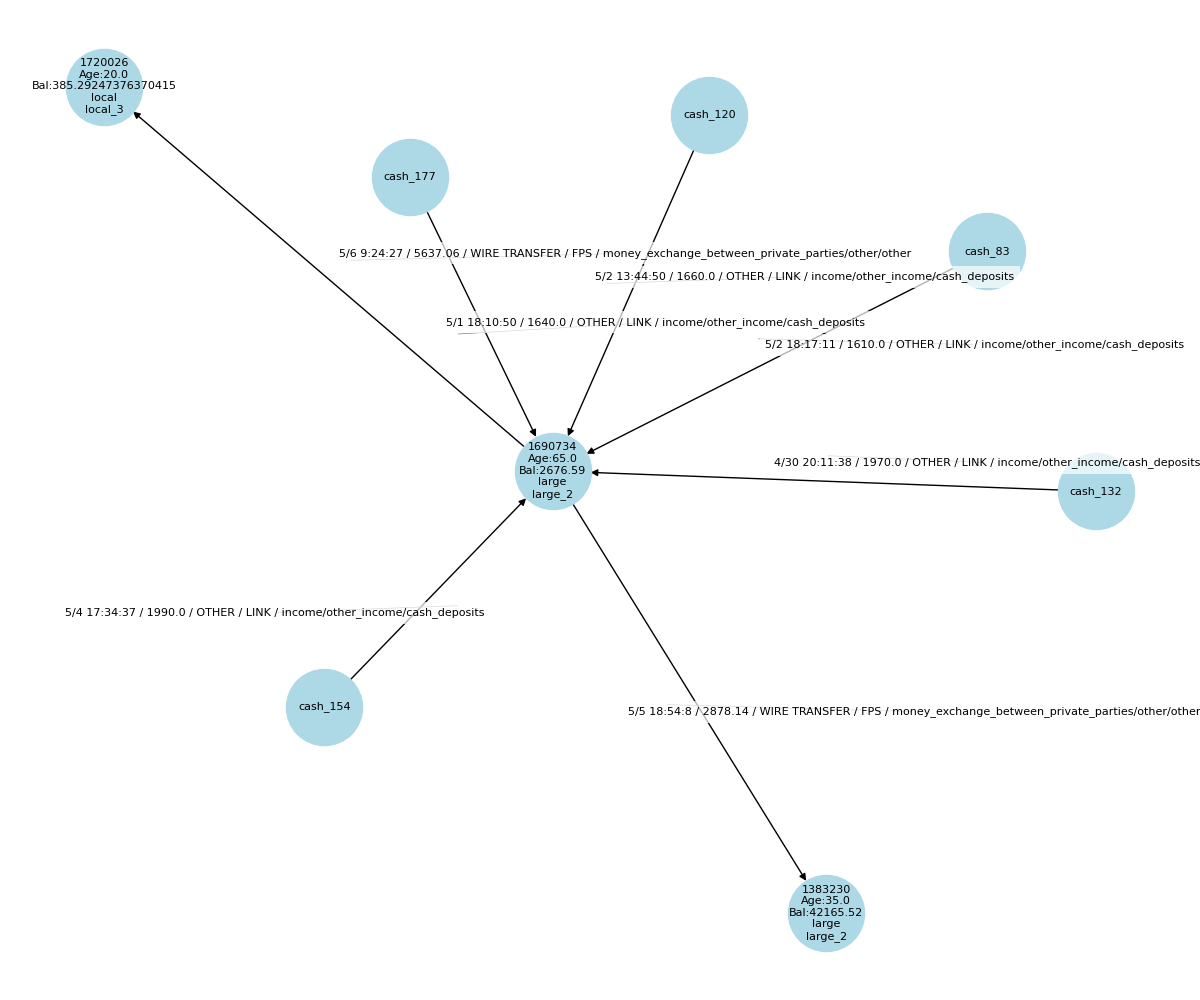 1720026
Age:20.0
Bal:385.29247376370415
local
local_3
cash_120
cash_177
cash_83
5/6 9:24:27 / 5637.06 / WIRE TRANSFER / FPS / money_exchange_between_private_parties/other/other
5/2 13:44:50 / 1660.0 / OTHER / LINK / income/other_income/cash_deposits
5/1 18:10:50 / 1640.0 / OTHER / LINK / income/other_income/cash_deposits
5/2 18:17:11 / 1610.0 / OTHER / LINK / income/other_income/cash_deposits
1690734
Age:65.0
Bal:2676.59
large
large_2
4/30 20:11:38 / 1970.0 / OTHER / LINK / income/other_income/cash_deposits
cash_132
5/4 17:34:37 / 1990.0 / OTHER / LINK / income/other_income/cash_deposits
cash_154
5/5 18:54:8 / 2878.14 / WIRE TRANSFER / FPS / money_exchange_between_private_parties/other/other
1383230
Age:35.0
Bal:42165.52
large
large_2